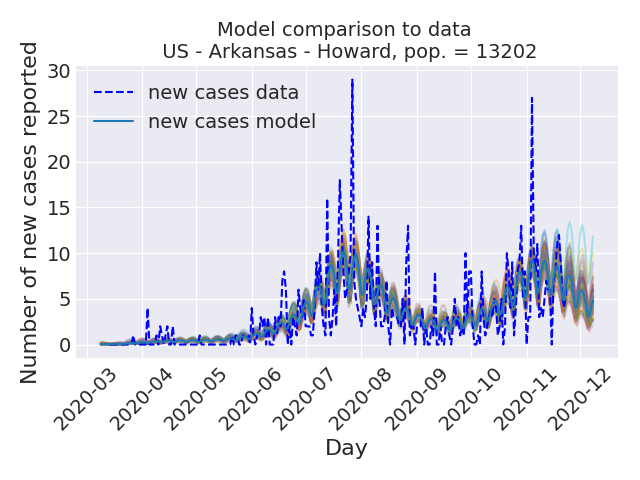 Model comparison to data
US - Arkansas - Howard, pop. = 13202
Number of new cases reported
30
25
20
15
10
5
0
new cases data
new cases model
2020-03
2020-04
2020-05
2020-06
2020-07
2020-08
2020-09
2020-10
2020-11
2020-12
Day